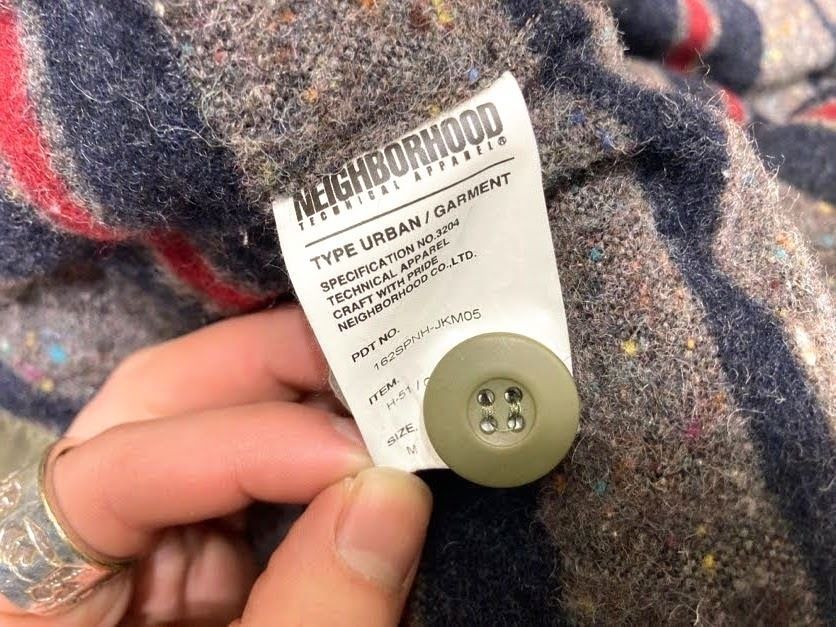 NEIGHBORHOOD®
TECHNICAL APPAREL
TYPE URBAN / GARMENT
SPECIFICATION NO.3204
TECHNICAL APPAREL
CRAFT WITH PRIDE
NEIGHBORHOOD CO.,LTD.
PDT NO.
162SPNH-JKM05
ITEM.
H-51 /
SIZE.
M